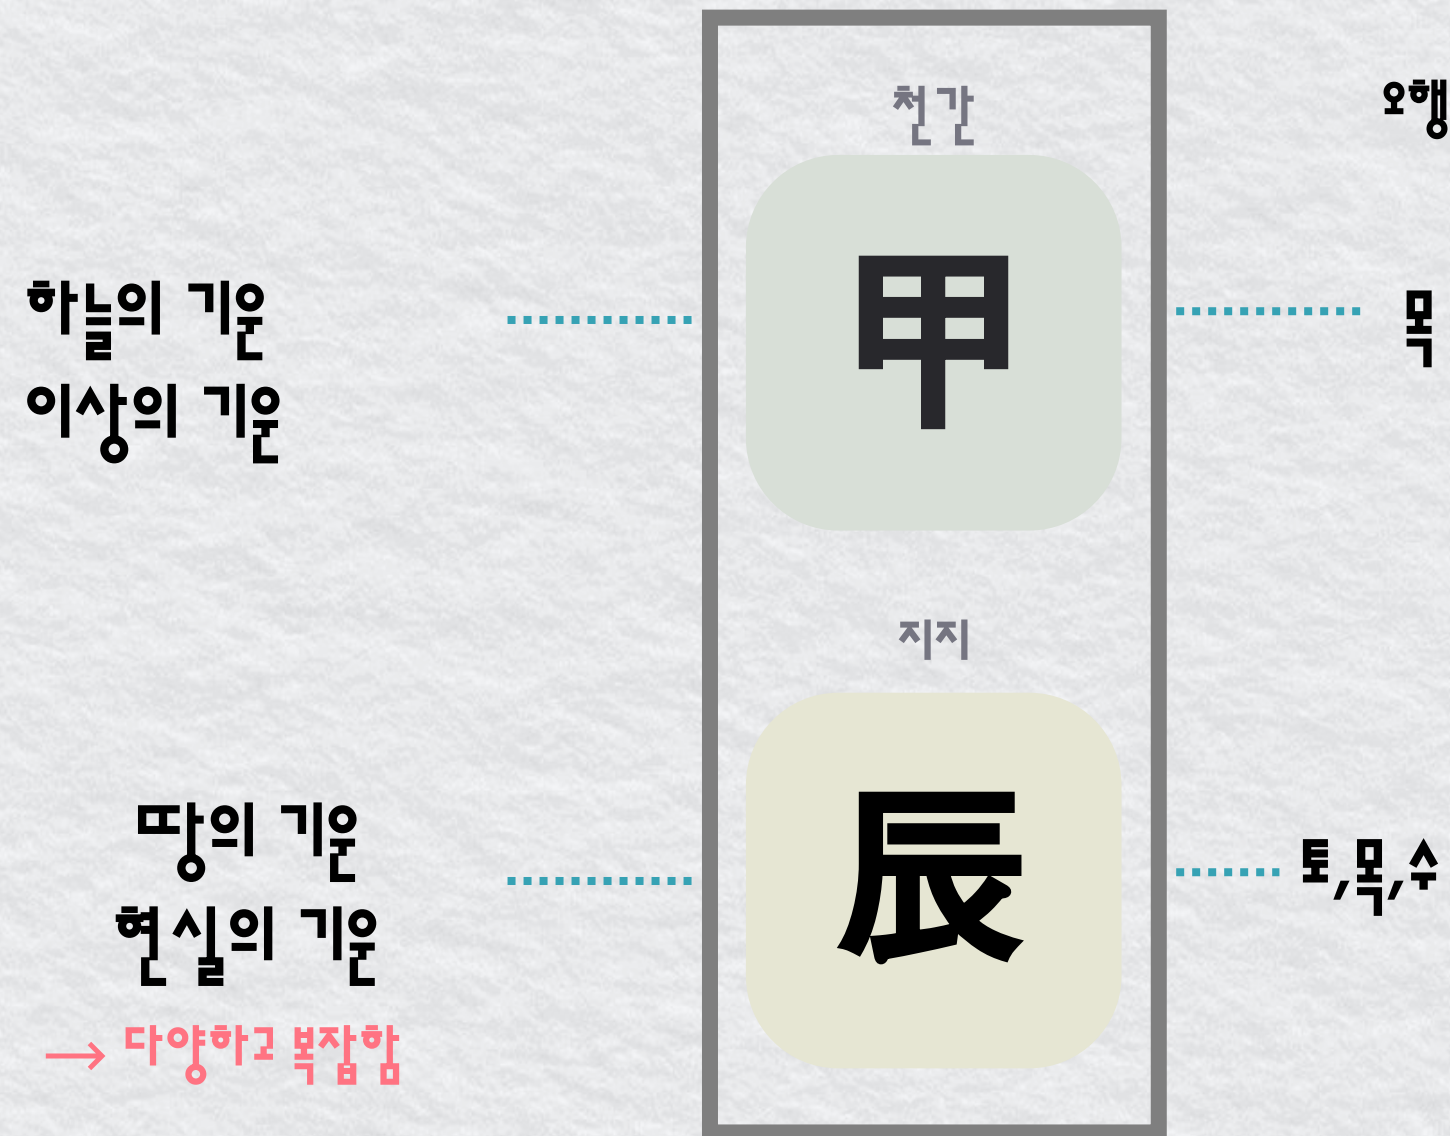 천간
오행
甲
하늘의 기운
이상의 기운
목
지지
辰
땅의 기운
현실의 기운
→ 다양하고 복잡함
토,목,수